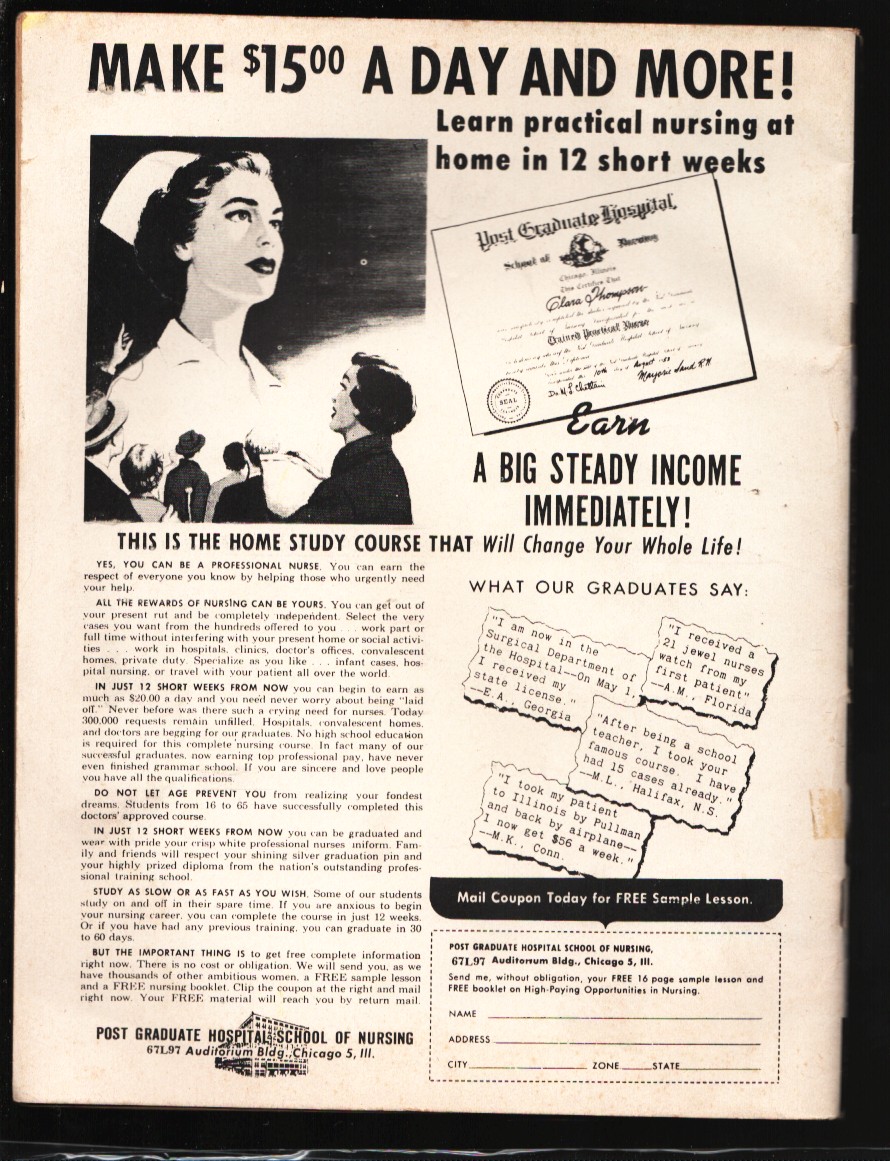 MAKE $15.00 A DAY AND MORE!
Learn practical nursing at
home in 12 short weeks
Post Graduate Hospital
School of Nursing
Chicago, Illinois
This Certifies That
Clara Thompson
Trained Practical Nurse
10th August
Marjorie Sand R.N.
SEAL
Earn
A BIG STEADY INCOME
IMMEDIATELY!
THIS IS THE HOME STUDY COURSE THAT Will Change Your Whole Life!
YES, YOU CAN BE A PROFESSIONAL NURSE. You can earn the
respect of everyone you know by helping those who urgently need
your help.
ALL THE REWARDS OF NURSING CAN BE YOURS. You can get out of
your present rut and be completely independent. Select the very
cases you want from the hundreds offered to you . . . work part or
full time without interfering with your present home or social activi-
ties . . . work in hospitals, clinics, doctor's offices, convalescent
homes, private duty. Specialize as you like . . . infant cases, hos-
pital nursing, or travel with your patient all over the world.
IN JUST 12 SHORT WEEKS FROM NOW you can begin to earn as
much as $20.00 a day and you need never worry about being "laid
off." Never before was there such a crying need for nurses. Today
300,000 requests remain unfilled. Hospitals, convalescent homes,
and doctors are begging for our graduates. No high school education
is required for this complete nursing course. In fact many of our
successful graduates, now earning top professional pay, have never
even finished grammar school. If you are sincere and love people
you have all the qualifications.
DO NOT LET AGE PREVENT YOU from realizing your fondest
dreams. Students from 16 to 65 have successfully completed this
doctors' approved course.
IN JUST 12 SHORT WEEKS FROM NOW you can be graduated and
wear with pride your crisp white professional nurses uniform. Fam-
ily and friends will respect your shining silver graduation pin and
your highly prized diploma from the nation's outstanding profes-
sional training school.
STUDY AS SLOW OR AS FAST AS YOU WISH. Some of our students
study on and off in their spare time. If you are anxious to begin
your nursing career, you can complete the course in just 12 weeks.
Or if you have had any previous training, you can graduate in 30
to 60 days.
BUT THE IMPORTANT THING IS to get free complete information
right now. There is no cost or obligation. We will send you, as we
have thousands of other ambitious women, a FREE sample lesson
and a FREE nursing booklet. Clip the coupon at the right and mail
right now. Your FREE material will reach you by return mail.
POST GRADUATE HOSPITAL SCHOOL OF NURSING
67L97 Auditorium Bldg., Chicago 5, Ill.
WHAT OUR GRADUATES SAY:
"I am now in the
Surgical Department of
the Hospital--On May 1,
I received my
state license."
--E.A., Georgia
"I received a
21 jewel nurses
watch from my
first patient"
--A.M., Florida
"After being a school
teacher, I took your
famous course. I have
had 15 cases already."
--M.L., Halifax, N.S.
"I took my patient
to Illinois by Pullman
and back by airplane--
I now get $56 a week."
--M.K., Conn.
Mail Coupon Today for FREE Sample Lesson.
POST GRADUATE HOSPITAL SCHOOL OF NURSING,
67L97 Auditorium Bldg., Chicago 5, Ill.
Send me, without obligation, your FREE 16 page sample lesson and
FREE booklet on High-Paying Opportunities in Nursing.
NAME
ADDRESS
CITY ZONE STATE